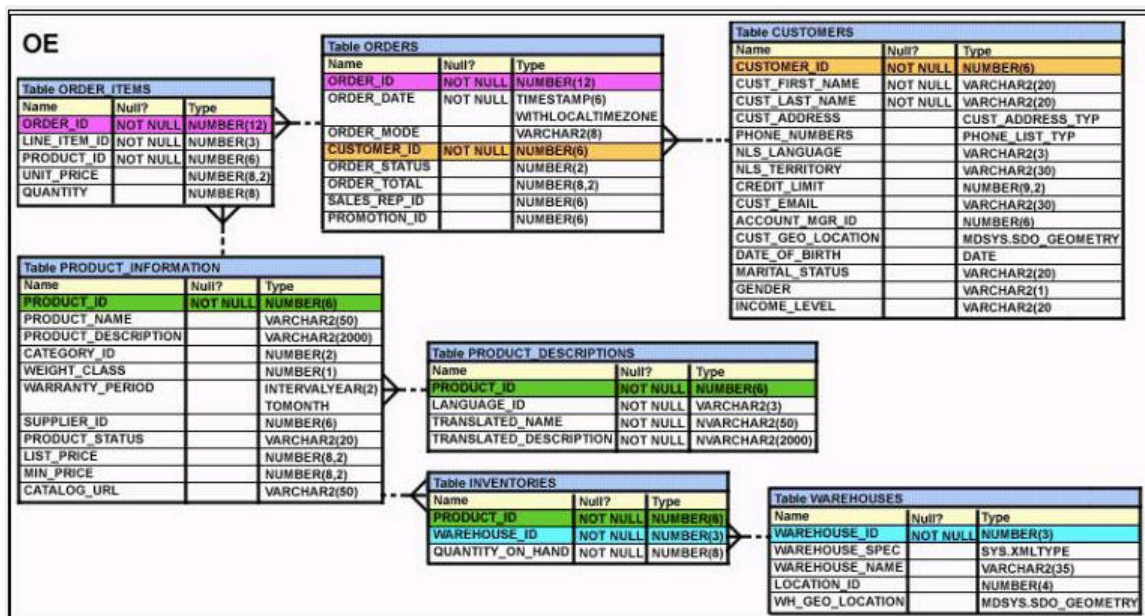 OE
Table ORDER_ITEMS
Name Null? Type
ORDER_ID NOT NULL NUMBER(12)
LINE_ITEM_ID NOT NULL NUMBER(3)
PRODUCT_ID NOT NULL NUMBER(6)
UNIT_PRICE NUMBER(8,2)
QUANTITY NUMBER(8)
Table ORDERS
Name Null? Type
ORDER_ID NOT NULL NUMBER(12)
ORDER_DATE NOT NULL TIMESTAMP(6)
WITHLOCALTIMEZONE
ORDER_MODE VARCHAR2(8)
CUSTOMER_ID NOT NULL NUMBER(6)
ORDER_STATUS NUMBER(2)
ORDER_TOTAL NUMBER(8,2)
SALES_REP_ID NUMBER(6)
PROMOTION_ID NUMBER(6)
Table CUSTOMERS
Name Null? Type
CUSTOMER_ID NOT NULL NUMBER(6)
CUST_FIRST_NAME NOT NULL VARCHAR2(20)
CUST_LAST_NAME NOT NULL VARCHAR2(20)
CUST_ADDRESS CUST_ADDRESS_TYP
PHONE_NUMBERS PHONE_LIST_TYP
NLS_LANGUAGE VARCHAR2(3)
NLS_TERRITORY VARCHAR2(30)
CREDIT_LIMIT NUMBER(9,2)
CUST_EMAIL VARCHAR2(30)
ACCOUNT_MGR_ID NUMBER(6)
CUST_GEO_LOCATION MDSYS.SDO_GEOMETRY
DATE_OF_BIRTH DATE
MARITAL_STATUS VARCHAR2(20)
GENDER VARCHAR2(1)
INCOME_LEVEL VARCHAR2(20
Table PRODUCT_INFORMATION
Name Null? Type
PRODUCT_ID NOT NULL NUMBER(6)
PRODUCT_NAME VARCHAR2(50)
PRODUCT_DESCRIPTION VARCHAR2(2000)
CATEGORY_ID NUMBER(2)
WEIGHT_CLASS NUMBER(1)
WARRANTY_PERIOD INTERVALYEAR(2)
TOMONTH
SUPPLIER_ID NUMBER(6)
PRODUCT_STATUS VARCHAR2(20)
LIST_PRICE NUMBER(8,2)
MIN_PRICE NUMBER(8,2)
CATALOG_URL VARCHAR2(50)
Table PRODUCT_DESCRIPTIONS
Name Null? Type
PRODUCT_ID NOT NULL NUMBER(6)
LANGUAGE_ID NOT NULL VARCHAR2(3)
TRANSLATED_NAME NOT NULL NVARCHAR2(50)
TRANSLATED_DESCRIPTION NOT NULL NVARCHAR2(2000)
Table INVENTORIES
Name Null? Type
PRODUCT_ID NOT NULL NUMBER(6)
WAREHOUSE_ID NOT NULL NUMBER(3)
QUANTITY_ON_HAND NOT NULL NUMBER(8)
Table WAREHOUSES
Name Null? Type
WAREHOUSE_ID NOT NULL NUMBER(3)
WAREHOUSE_SPEC SYS.XMLTYPE
WAREHOUSE_NAME VARCHAR2(35)
LOCATION_ID NUMBER(4)
WH_GEO_LOCATION MDSYS.SDO_GEOMETRY